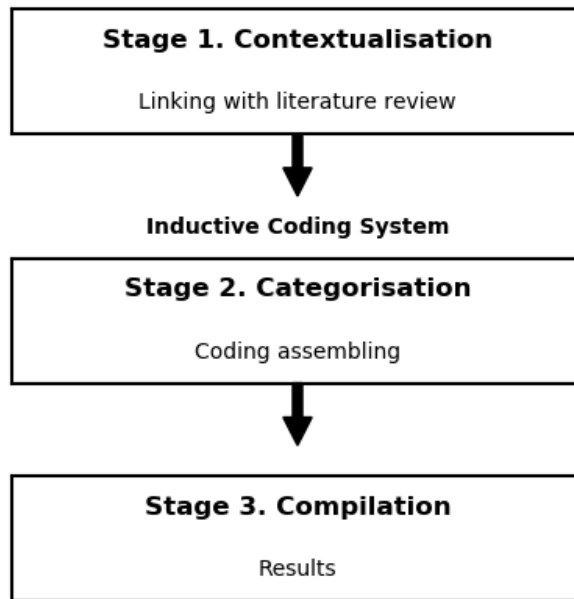 Stage 1. Contextualisation
Linking with literature review
Inductive Coding System
Stage 2. Categorisation
Coding assembling
Stage 3. Compilation
Results